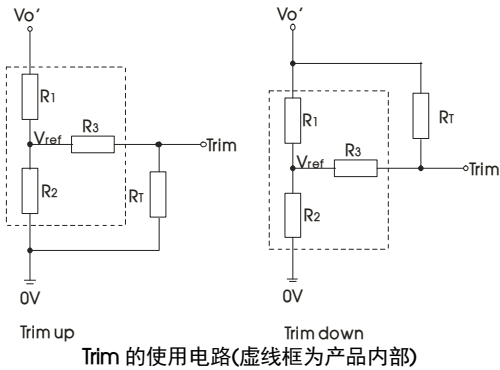 Vo'
R1
Vref
R3
Trim
R2
RT
0V
Trim up
Vo'
R1
RT
Vref
R3
Trim
R2
0V
Trim down
Trim 的使用电路(虚线框为产品内部)